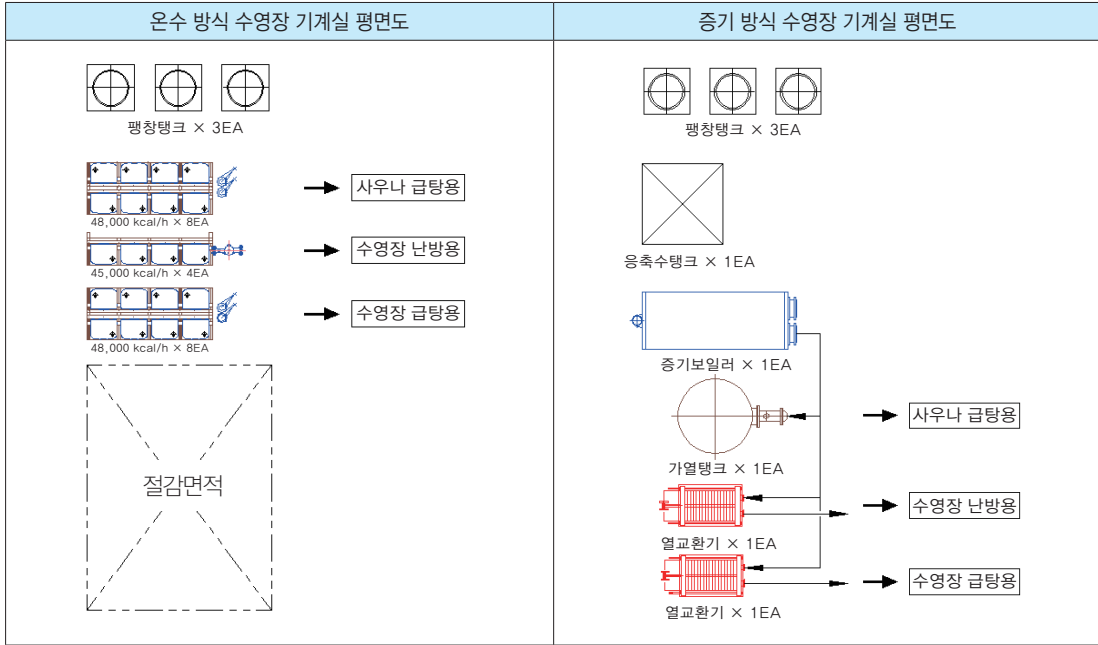 온수 방식 수영장 기계실 평면도
팽창탱크 × 3EA
48,000 kcal/h × 8EA
사우나 급탕용
45,000 kcal/h × 4EA
수영장 난방용
48,000 kcal/h × 8EA
수영장 급탕용
절감면적
증기 방식 수영장 기계실 평면도
팽창탱크 × 3EA
응축수탱크 × 1EA
증기보일러 × 1EA
가열탱크 × 1EA
사우나 급탕용
열교환기 × 1EA
수영장 난방용
열교환기 × 1EA
수영장 급탕용